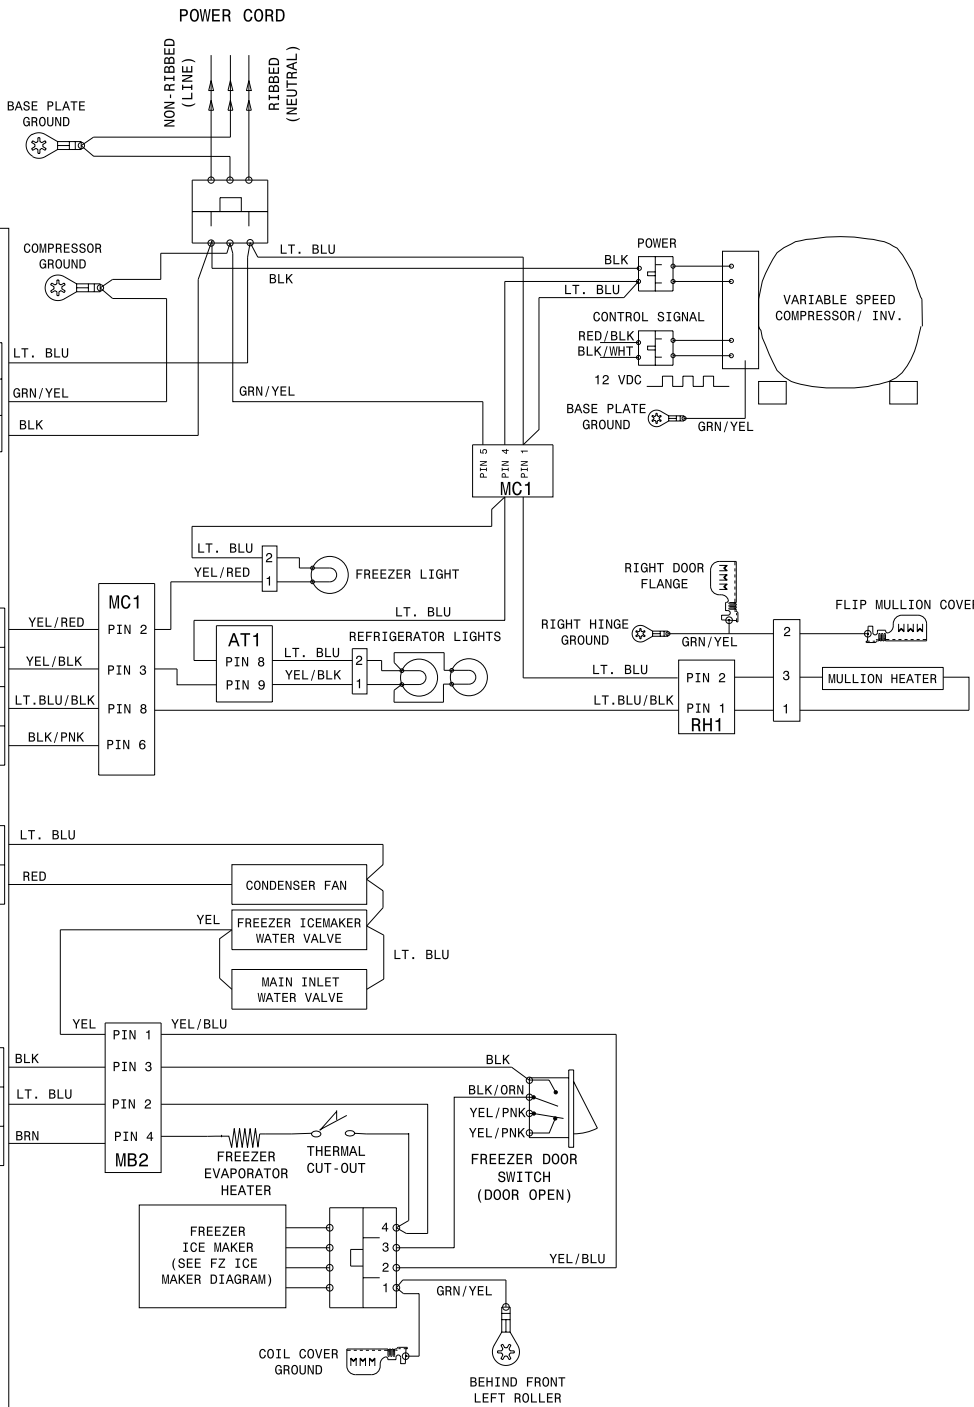 POWER CORD
NON-RIBBED
(LINE)
RIBBED
(NEUTRAL)
BASE PLATE
GROUND
COMPRESSOR
GROUND
LT. BLU
BLK
POWER
BLK
LT. BLU
VARIABLE SPEED
COMPRESSOR/ INV.
CONTROL SIGNAL
RED/BLK
BLK/WHT
12 VDC
BASE PLATE
GROUND
GRN/YEL
LT. BLU
GRN/YEL
GRN/YEL
BLK
PIN 5
PIN 4
PIN 1
MC1
LT. BLU
2
YEL/RED
1
FREEZER LIGHT
RIGHT DOOR
FLANGE
MMM
FLIP MULLION COVE
MMM
RIGHT HINGE
GROUND
GRN/YEL
2
MC1
YEL/RED
PIN 2
LT. BLU
AT1
REFRIGERATOR LIGHTS
YEL/BLK
PIN 3
PIN 8
LT. BLU
2
PIN 9
YEL/BLK
1
LT. BLU
PIN 2
3
MULLION HEATER
LT.BLU/BLK
PIN 8
LT.BLU/BLK
PIN 1
1
RH1
BLK/PNK
PIN 6
LT. BLU
RED
CONDENSER FAN
YEL
FREEZER ICEMAKER
WATER VALVE
LT. BLU
MAIN INLET
WATER VALVE
YEL
PIN 1
YEL/BLU
BLK
PIN 3
BLK
LT. BLU
PIN 2
BLK/ORN
YEL/PNK
YEL/PNK
BRN
PIN 4
MB2
FREEZER
EVAPORATOR
HEATER
THERMAL
CUT-OUT
FREEZER DOOR
SWITCH
(DOOR OPEN)
FREEZER
ICE MAKER
(SEE FZ ICE
MAKER DIAGRAM)
4
3
2
YEL/BLU
1
GRN/YEL
COIL COVER
GROUND
MMM
BEHIND FRONT
LEFT ROLLER